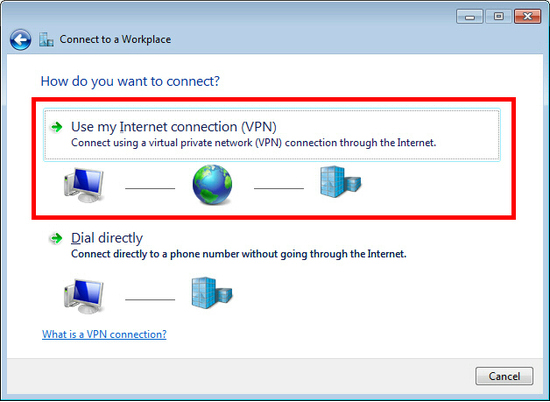 Connect to a Workplace
How do you want to connect?
Use my Internet connection (VPN)
Connect using a virtual private network (VPN) connection through the Internet.
Dial directly
Connect directly to a phone number without going through the Internet.
What is a VPN connection?
Cancel